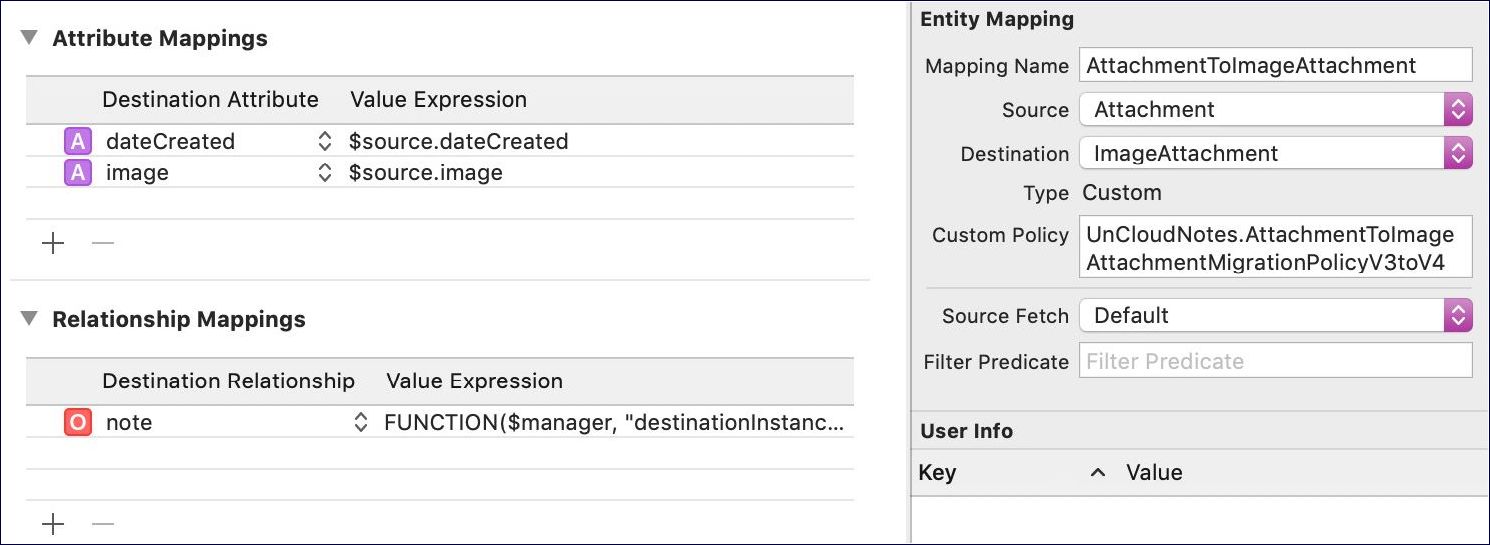 Attribute Mappings
Destination Attribute Value Expression
A dateCreated $source.dateCreated
A image $source.image
Relationship Mappings
Destination Relationship Value Expression
O note FUNCTION($manager, "destinationInstanc...
Entity Mapping
Mapping Name AttachmentToImageAttachment
Source Attachment
Destination ImageAttachment
Type Custom
Custom Policy UnCloudNotes.AttachmentToImage
AttachmentMigrationPolicyV3toV4
Source Fetch Default
Filter Predicate Filter Predicate
User Info
Key Value